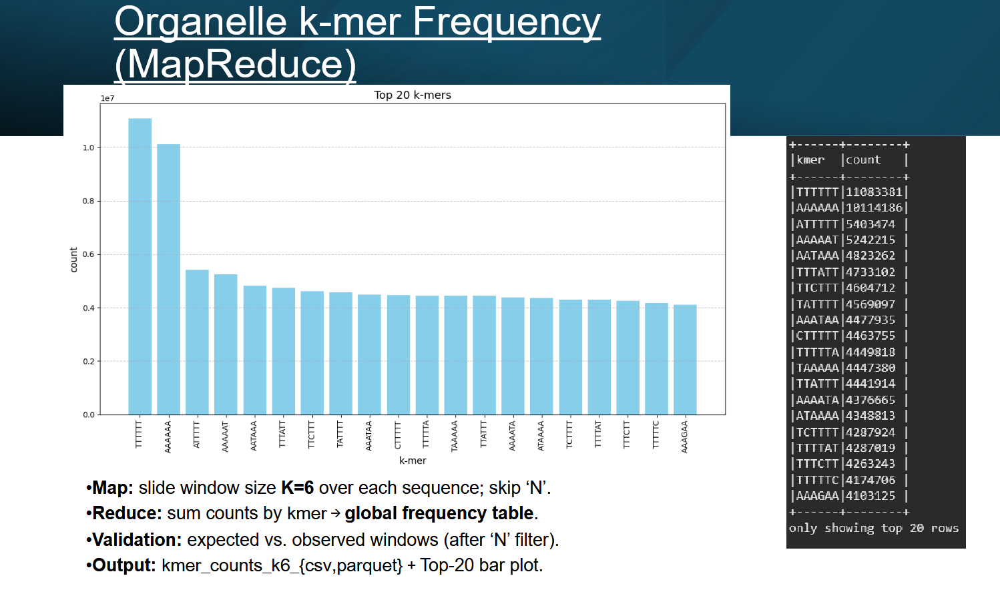 Organelle k-mer Frequency
(MapReduce)
Top 20 k-mers
1e7
1.0
0.8
0.6
0.4
0.2
0.0
count
TTTTTT
AAAAAA
ATTTTT
AAAAAT
AATAAA
TTTATT
TTCTTT
TATTTT
AAATAA
CTTTTT
TTTTTA
TAAAAA
TTATTT
AAAATA
ATAAAA
TCTTTT
TTTTAT
TTTCTT
TTTTTC
AAAGAA
k-mer
+------+--------+
|kmer  |count   |
+------+--------+
|TTTTTT|11083381|
|AAAAAA|10114186|
|ATTTTT|5403474 |
|AAAAAT|5242215 |
|AATAAA|4823262 |
|TTTATT|4733102 |
|TTCTTT|4604712 |
|TATTTT|4569097 |
|AAATAA|4477935 |
|CTTTTT|4463755 |
|TTTTTA|4449818 |
|TAAAAA|4447380 |
|TTATTT|4441914 |
|AAAATA|4376665 |
|ATAAAA|4348813 |
|TCTTTT|4287924 |
|TTTTAT|4287019 |
|TTTCTT|4263243 |
|TTTTTC|4174706 |
|AAAGAA|4103125 |
+------+--------+
only showing top 20 rows
•Map: slide window size K=6 over each sequence; skip ‘N’.
•Reduce: sum counts by kmer → global frequency table.
•Validation: expected vs. observed windows (after ‘N’ filter).
•Output: kmer_counts_k6_{csv,parquet} + Top-20 bar plot.